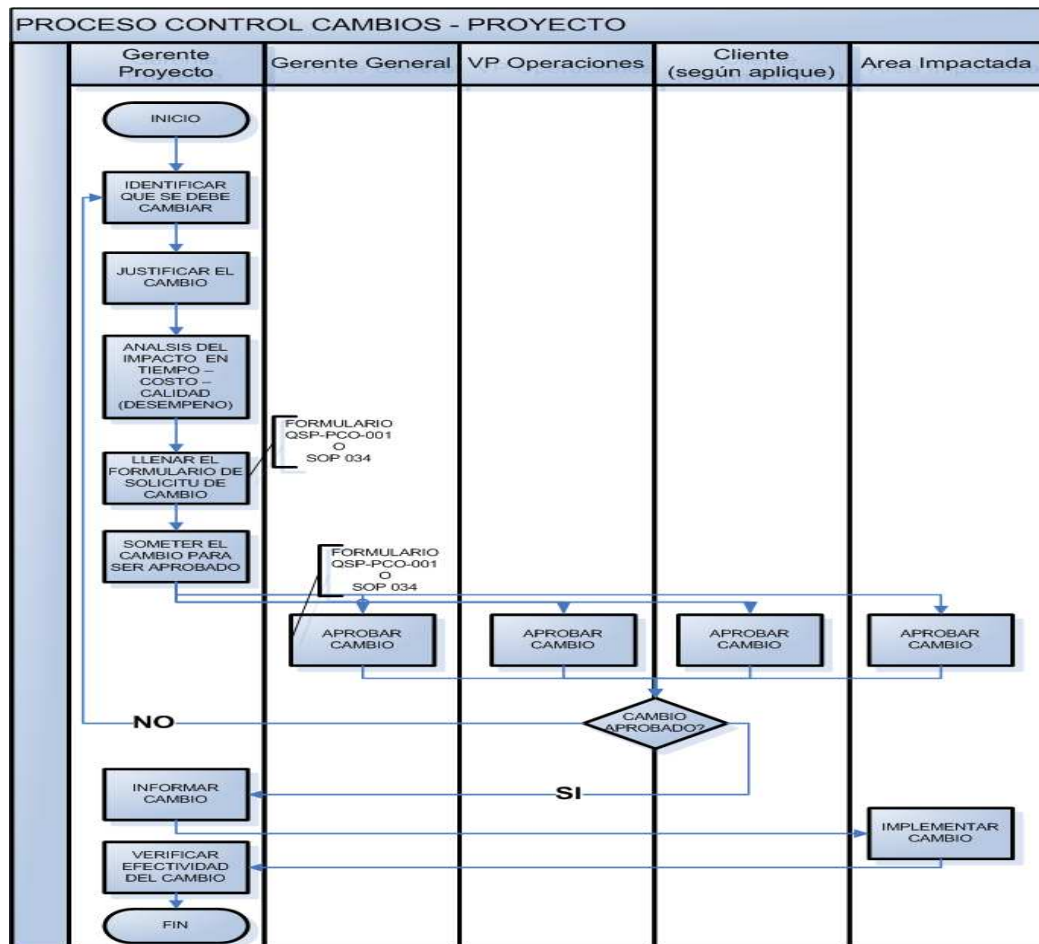 PROCESO CONTROL CAMBIOS - PROYECTO
Gerente
Proyecto
Gerente General
VP Operaciones
Cliente
(según aplique)
Area Impactada
INICIO
IDENTIFICAR
QUE SE DEBE
CAMBIAR
JUSTIFICAR EL
CAMBIO
ANALSIS DEL
IMPACTO EN
TIEMPO –
COSTO –
CALIDAD
(DESEMPENO)
FORMULARIO
QSP-PCO-001
O
SOP 034
LLENAR EL
FORMULARIO DE
SOLICITU DE
CAMBIO
SOMETER EL
CAMBIO PARA
SER APROBADO
FORMULARIO
QSP-PCO-001
O
SOP 034
APROBAR
CAMBIO
APROBAR
CAMBIO
APROBAR
CAMBIO
APROBAR
CAMBIO
CAMBIO
APROBADO?
NO
SI
INFORMAR
CAMBIO
IMPLEMENTAR
CAMBIO
VERIFICAR
EFECTIVIDAD
DEL CAMBIO
FIN